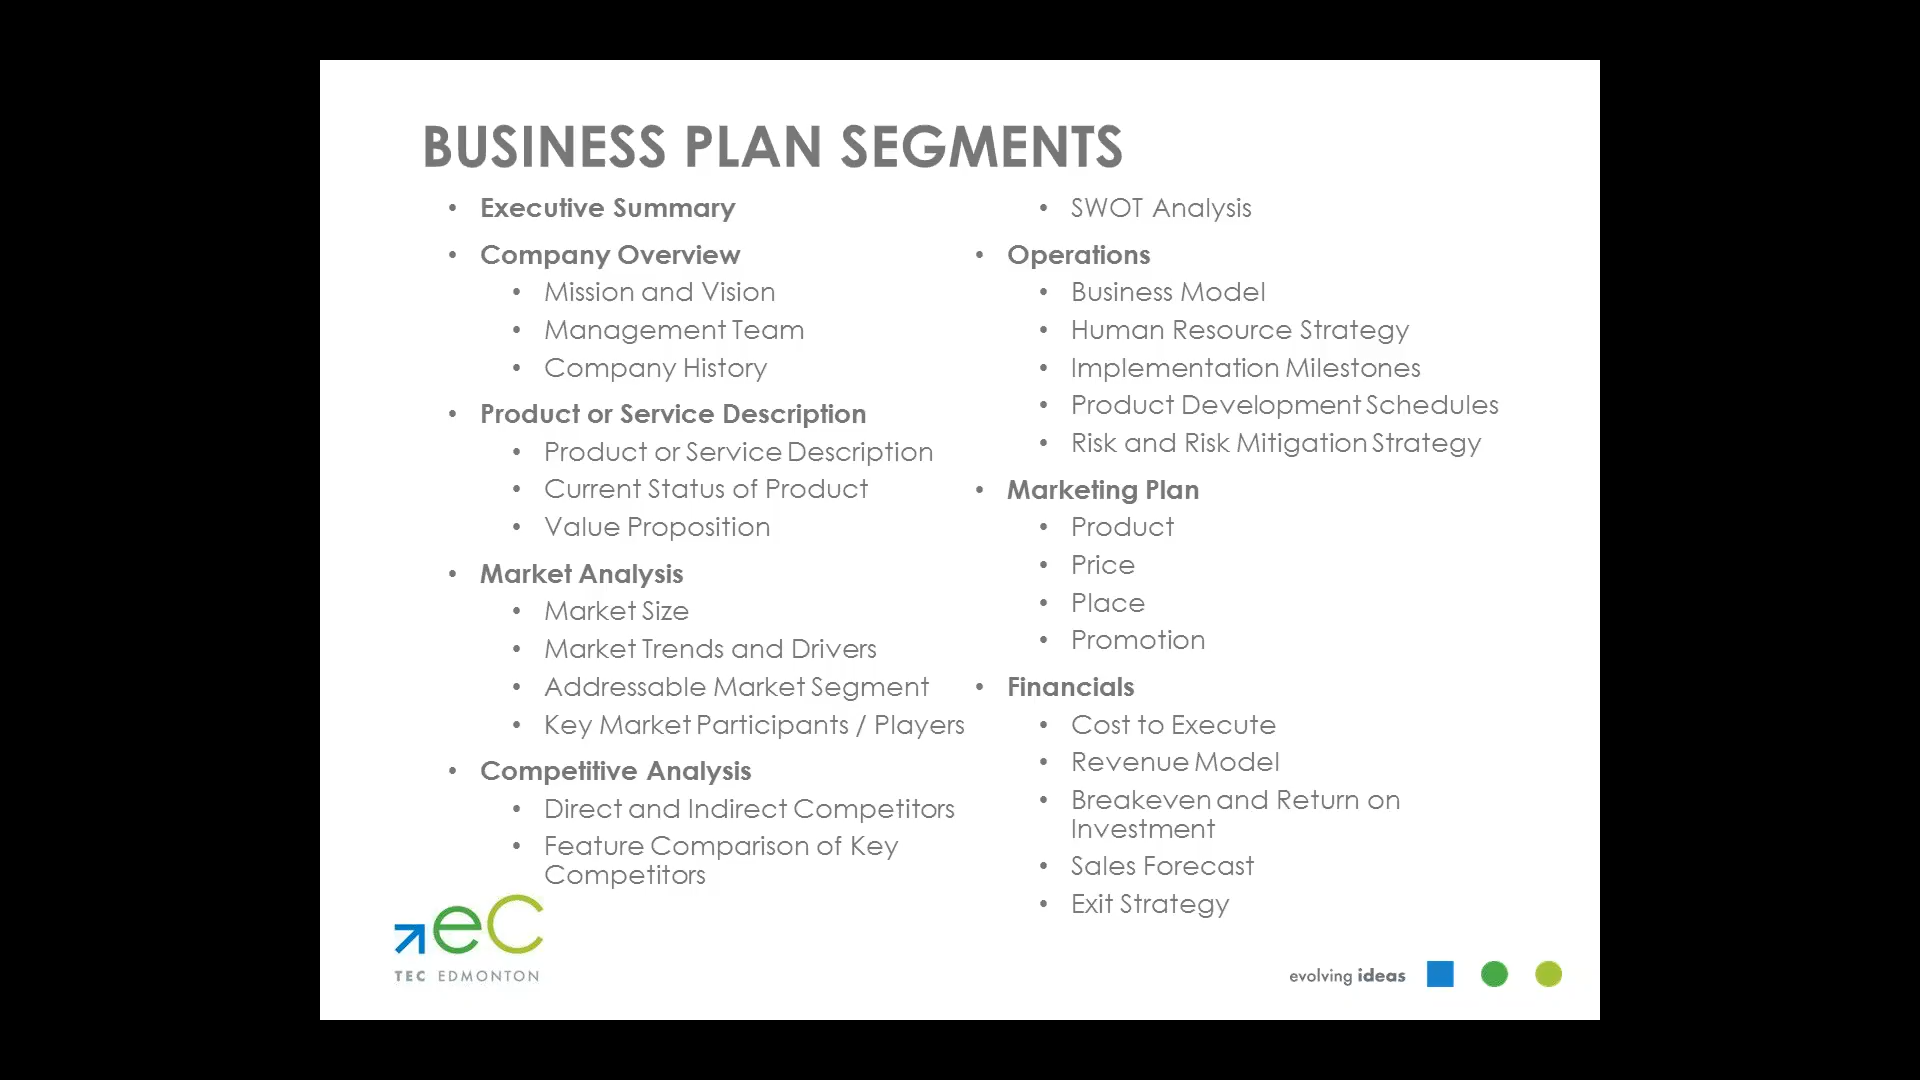 BUSINESS PLAN SEGMENTS
• Executive Summary
• Company Overview
• Mission and Vision
• Management Team
• Company History
• Product or Service Description
• Product or Service Description
• Current Status of Product
• Value Proposition
• Market Analysis
• Market Size
• Market Trends and Drivers
• Addressable Market Segment
• Key Market Participants / Players
• Competitive Analysis
• Direct and Indirect Competitors
• Feature Comparison of Key
Competitors
• SWOT Analysis
• Operations
• Business Model
• Human Resource Strategy
• Implementation Milestones
• Product Development Schedules
• Risk and Risk Mitigation Strategy
• Marketing Plan
• Product
• Price
• Place
• Promotion
• Financials
• Cost to Execute
• Revenue Model
• Breakeven and Return on
Investment
• Sales Forecast
• Exit Strategy
eC
TEC EDMONTON
evolving ideas